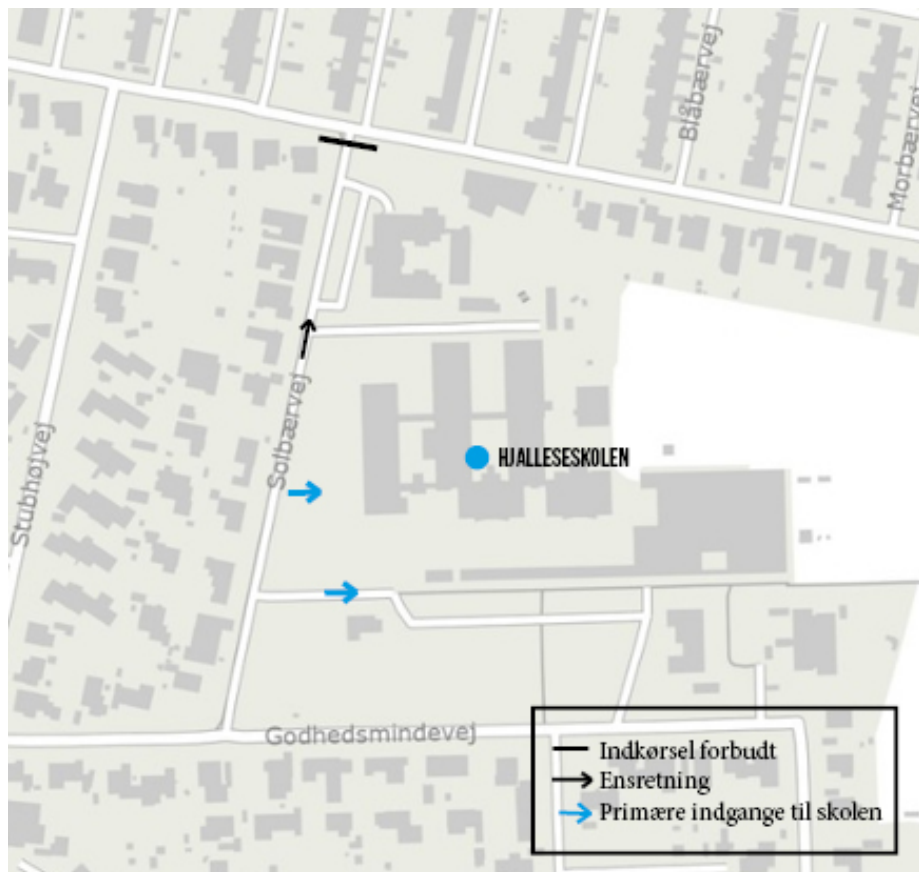 Blåbærvej
Morbærvej
Solbærvej
Stubhøjvej
HJALLESESKOLEN
Godhedsmindevej
Indkørsel forbudt
Ensretning
Primære indgange til skolen